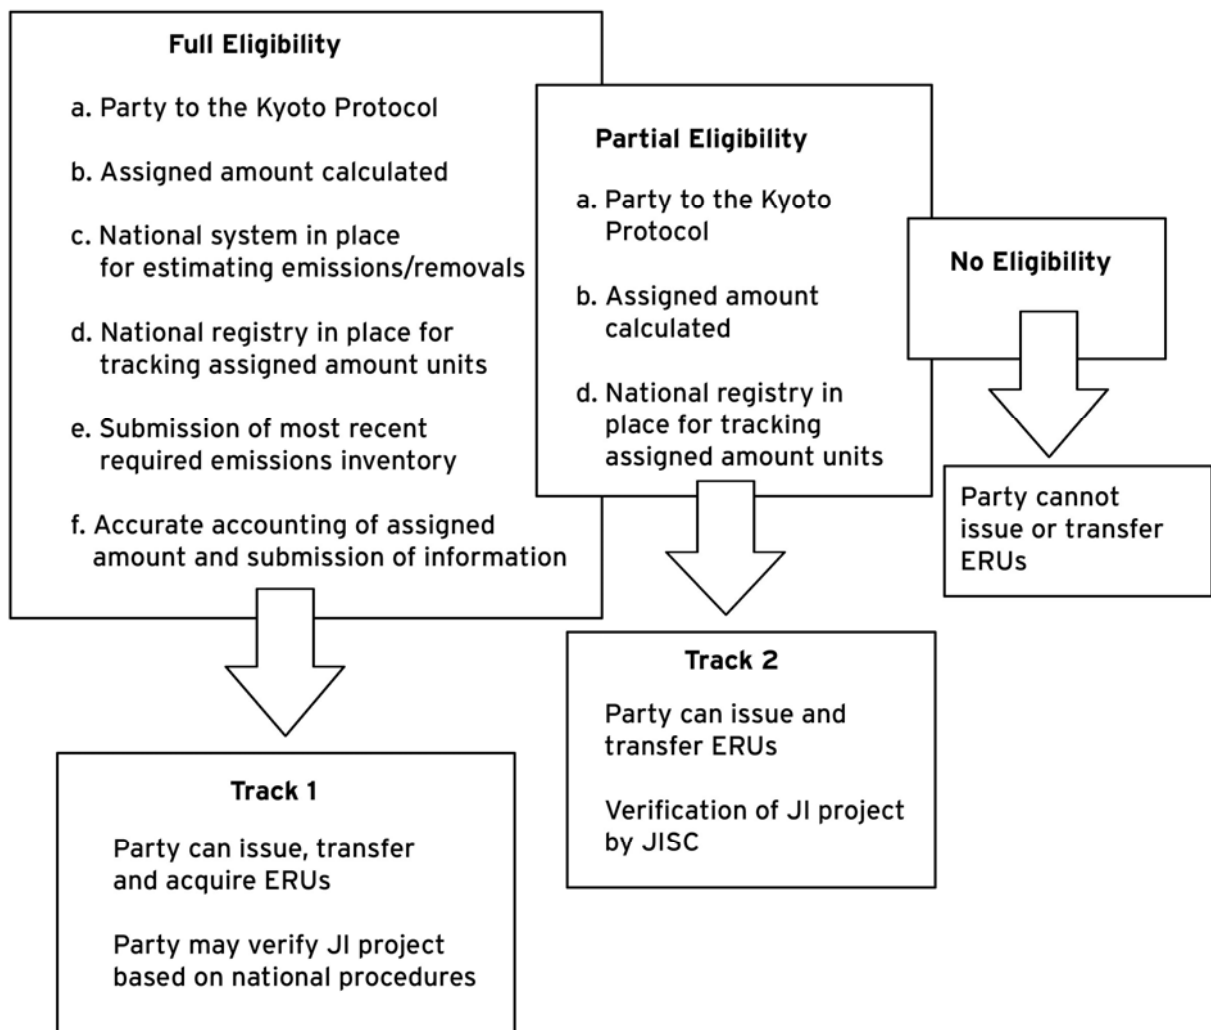 Full Eligibility
a. Party to the Kyoto Protocol
b. Assigned amount calculated
c. National system in place
for estimating emissions/removals
d. National registry in place for
tracking assigned amount units
e. Submission of most recent
required emissions inventory
f. Accurate accounting of assigned
amount and submission of information
Partial Eligibility
a. Party to the Kyoto
Protocol
b. Assigned amount
calculated
d. National registry in
place for tracking
assigned amount units
No Eligibility
Party cannot
issue or transfer
ERUs
Track 1
Party can issue, transfer
and acquire ERUs
Party may verify JI project
based on national procedures
Track 2
Party can issue and
transfer ERUs
Verification of JI project
by JISC